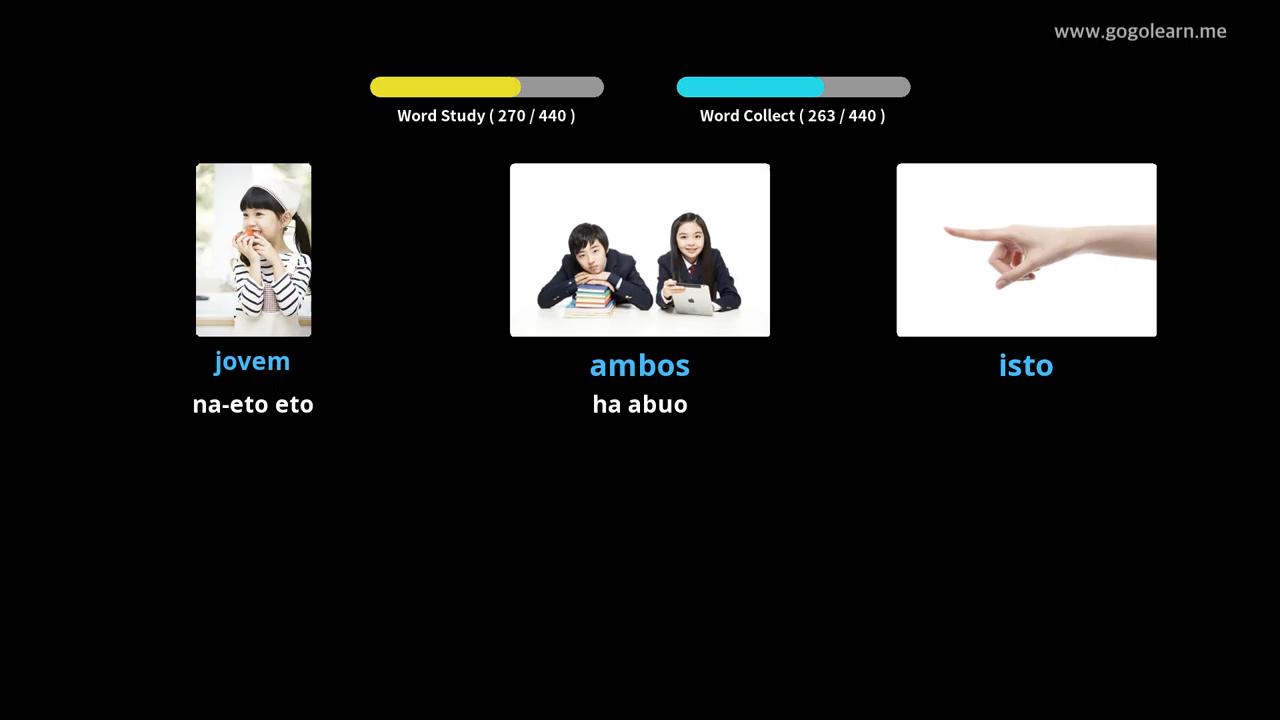 www.gogolearn.me
Word Study ( 270 / 440 )
Word Collect ( 263 / 440 )
jovem
ambos
isto
na-eto eto
ha abuo